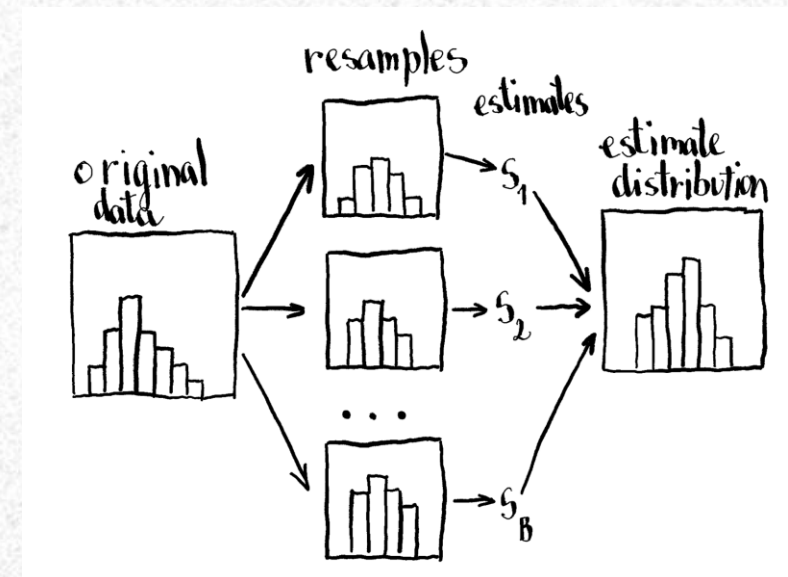 resamples
estimates
original
data
estimate
distribution
S1
S2
...
SB